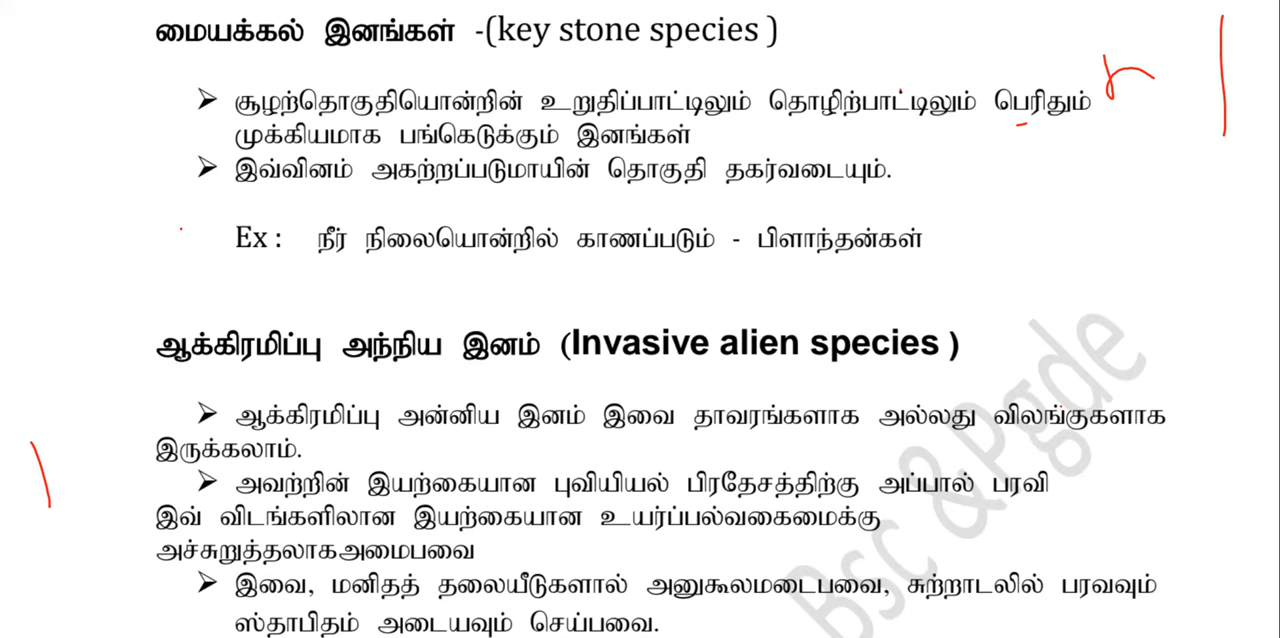 மையக்கல் இனங்கள் -(key stone species )
➢ சூழற்தொகுதியொன்றின் உறுதிப்பாட்டிலும் தொழிற்பாட்டிலும் பெரிதும்
முக்கியமாக பங்கெடுக்கும் இனங்கள்
➢ இவ்வினம் அகற்றப்படுமாயின் தொகுதி தகர்வடையும்.
Ex : நீர் நிலையொன்றில் காணப்படும் - பிளாந்தன்கள்
ஆக்கிரமிப்பு அந்நிய இனம் (Invasive alien species )
➢ ஆக்கிரமிப்பு அன்னிய இனம் இவை தாவரங்களாக அல்லது விலங்குகளாக
இருக்கலாம்.
➢ அவற்றின் இயற்கையான புவியியல் பிரதேசத்திற்கு அப்பால் பரவி
இவ் விடங்களிலான இயற்கையான உயர்ப்பல்வகைமைக்கு
அச்சுறுத்தலாகஅமைபவை
➢ இவை, மனிதத் தலையீடுகளால் அனுகூலமடைபவை, சுற்றாடலில் பரவவும்
ஸ்தாபிதம் அடையவும் செய்பவை.
Bsc &Pgde